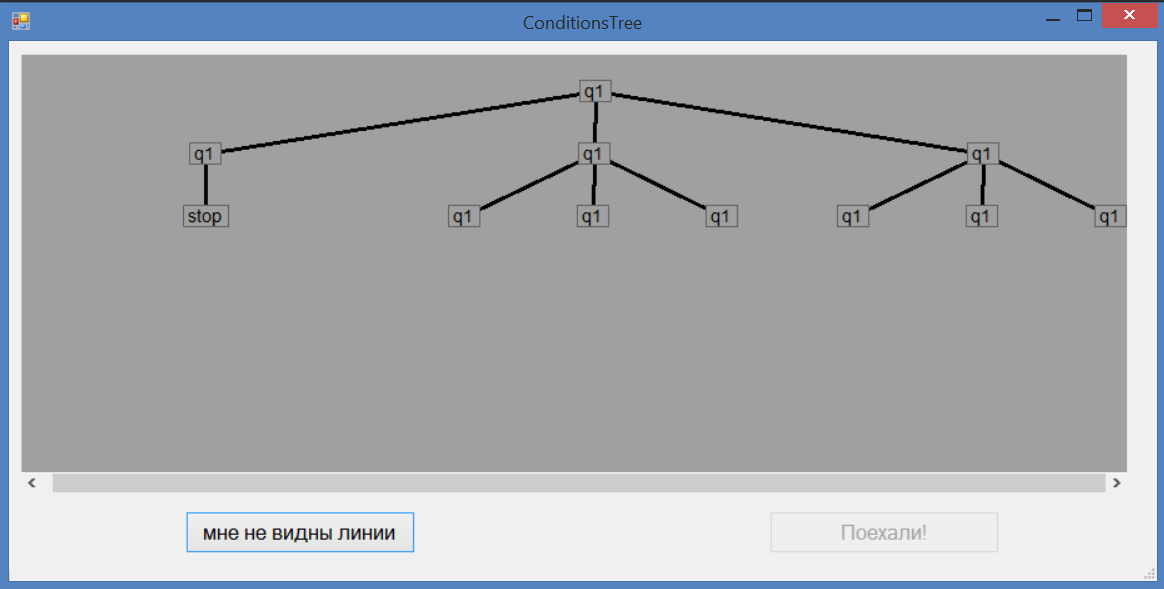 ConditionsTree
q1
q1 q1 q1
stop q1 q1 q1 q1 q1 q1
мне не видны линии Поехали!